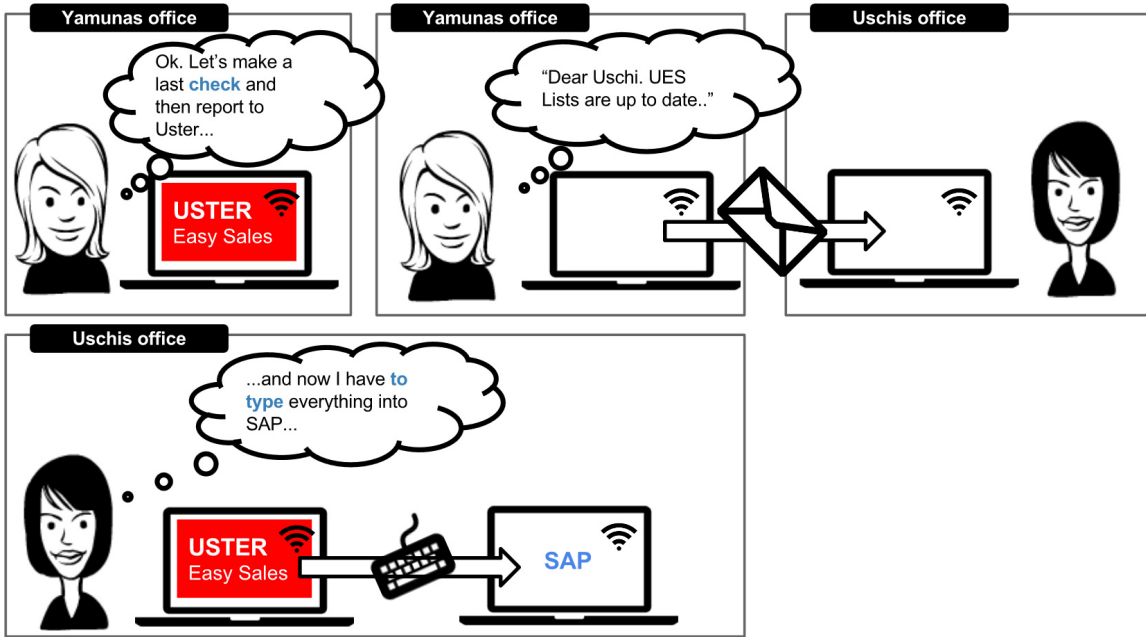 Yamunas office
Ok. Let's make a
last check and
then report to
Uster...
USTER
Easy Sales
Yamunas office
“Dear Uschi. UES
Lists are up to date..”
Uschis office
Uschis office
...and now I have to
type everything into
SAP...
USTER
Easy Sales
SAP